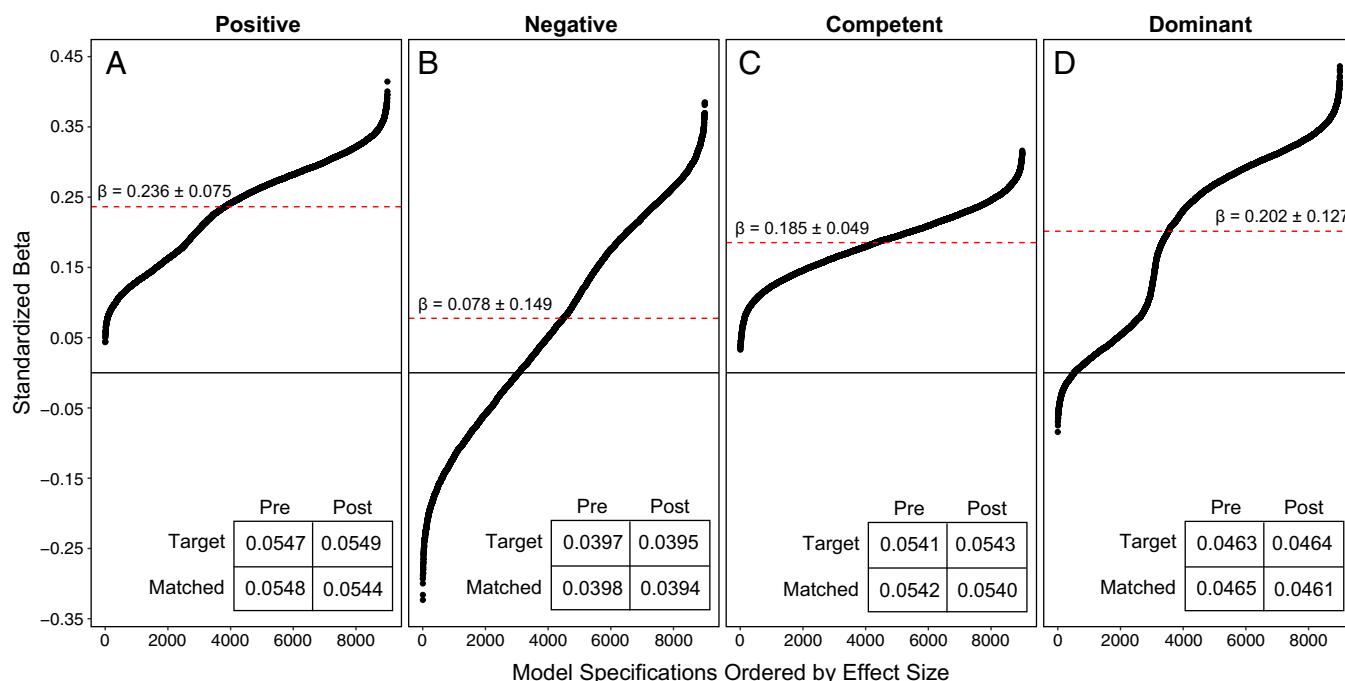 Positive
Negative
Competent
Dominant
A
B
C
D
Standardized Beta
0.45
0.35
0.25
0.15
0.05
−0.05
−0.15
−0.25
−0.35
β = 0.236 ± 0.075
β = 0.078 ± 0.149
β = 0.185 ± 0.049
β = 0.202 ± 0.127
Pre Post
Target 0.0547 0.0549
Matched 0.0548 0.0544
Pre Post
Target 0.0397 0.0395
Matched 0.0398 0.0394
Pre Post
Target 0.0541 0.0543
Matched 0.0542 0.0540
Pre Post
Target 0.0463 0.0464
Matched 0.0465 0.0461
0 2000 4000 6000 8000
0 2000 4000 6000 8000
0 2000 4000 6000 8000
0 2000 4000 6000 8000
Model Specifications Ordered by Effect Size